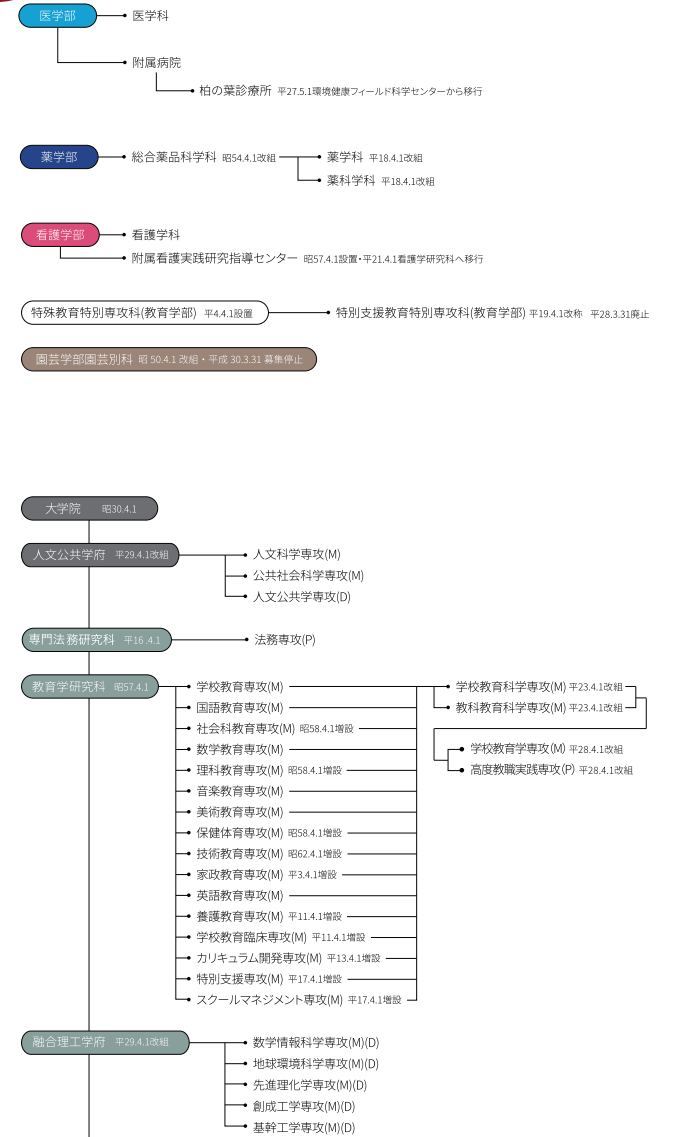 医学部 医学科
附属病院
柏の葉診療所 平27.5.1環境健康フィールド科学センターから移行
薬学部 総合薬品科学科 昭54.4.1改組 薬学科 平18.4.1改組
薬科学科 平18.4.1改組
看護学部 看護学科
附属看護実践研究指導センター 昭57.4.1設置・平21.4.1看護学研究科へ移行
特殊教育特別専攻科(教育学部) 平4.4.1設置 特別支援教育特別専攻科(教育学部) 平19.4.1改称 平28.3.31廃止
園芸学部園芸別科 昭 50.4.1 改組・平成 30.3.31 募集停止
大学院 昭30.4.1
人文公共学府 平29.4.1改組 人文科学専攻(M)
公共社会科学専攻(M)
人文公共学専攻(D)
専門法務研究科 平16 .4.1 法務専攻(P)
教育学研究科 昭57.4.1 学校教育専攻(M) 学校教育科学専攻(M) 平23.4.1改組
国語教育専攻(M) 教科教育科学専攻(M) 平23.4.1改組
社会科教育専攻(M) 昭58.4.1増設
数学教育専攻(M) 学校教育学専攻(M) 平28.4.1改組
理科教育専攻(M) 昭58.4.1増設 高度教職実践専攻(P) 平28.4.1改組
音楽教育専攻(M)
美術教育専攻(M)
保健体育専攻(M) 昭58.4.1増設
技術教育専攻(M) 昭62.4.1増設
家政教育専攻(M) 平3.4.1増設
英語教育専攻(M)
養護教育専攻(M) 平11.4.1増設
学校教育臨床専攻(M) 平11.4.1増設
カリキュラム開発専攻(M) 平13.4.1増設
特別支援専攻(M) 平17.4.1増設
スクールマネジメント専攻(M) 平17.4.1増設
融合理工学府 平29.4.1改組 数学情報科学専攻(M)(D)
地球環境科学専攻(M)(D)
先進理化学専攻(M)(D)
創成工学専攻(M)(D)
基幹工学専攻(M)(D)